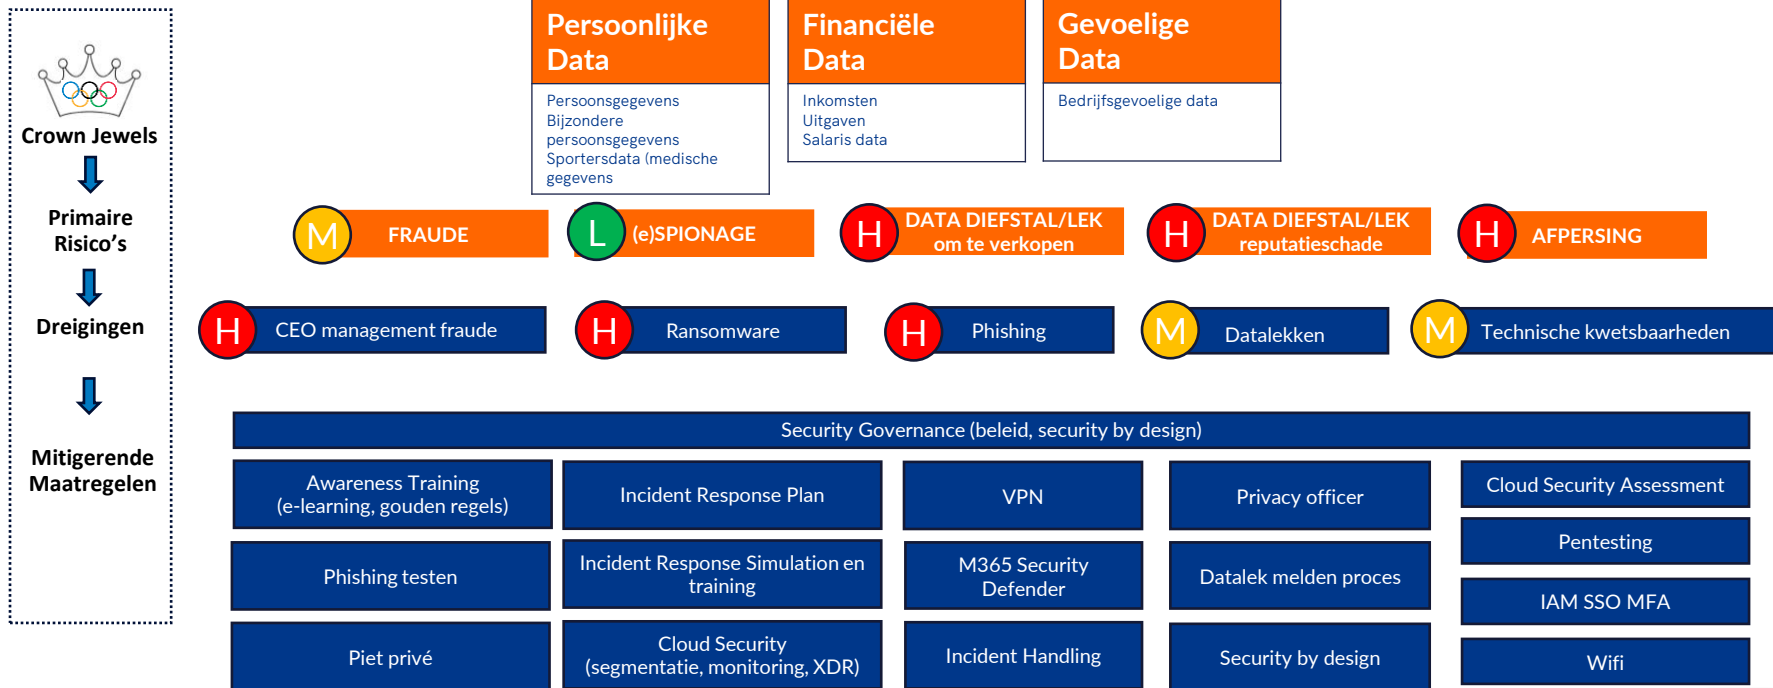 Crown Jewels
Primaire
Risico's
Dreigingen
Mitigerende
Maatregelen
Persoonlijke
Data
Persoonsgegevens
Bijzondere
persoonsgegevens
Sportersdata (medische
gegevens
Financiële
Data
Inkomsten
Uitgaven
Salaris data
Gevoelige
Data
Bedrijfsgevoelige data
M
FRAUDE
L
(e)SPIONAGE
H
DATA DIEFSTAL/LEK
om te verkopen
H
DATA DIEFSTAL/LEK
reputatieschade
H
AFPERSING
H
CEO management fraude
H
Ransomware
H
Phishing
M
Datalekken
M
Technische kwetsbaarheden
Security Governance (beleid, security by design)
Awareness Training
(e-learning, gouden regels)
Phishing testen
Piet privé
Incident Response Plan
Incident Response Simulation en
training
Cloud Security
(segmentatie, monitoring, XDR)
VPN
M365 Security
Defender
Incident Handling
Privacy officer
Datalek melden proces
Security by design
Cloud Security Assessment
Pentesting
IAM SSO MFA
Wifi